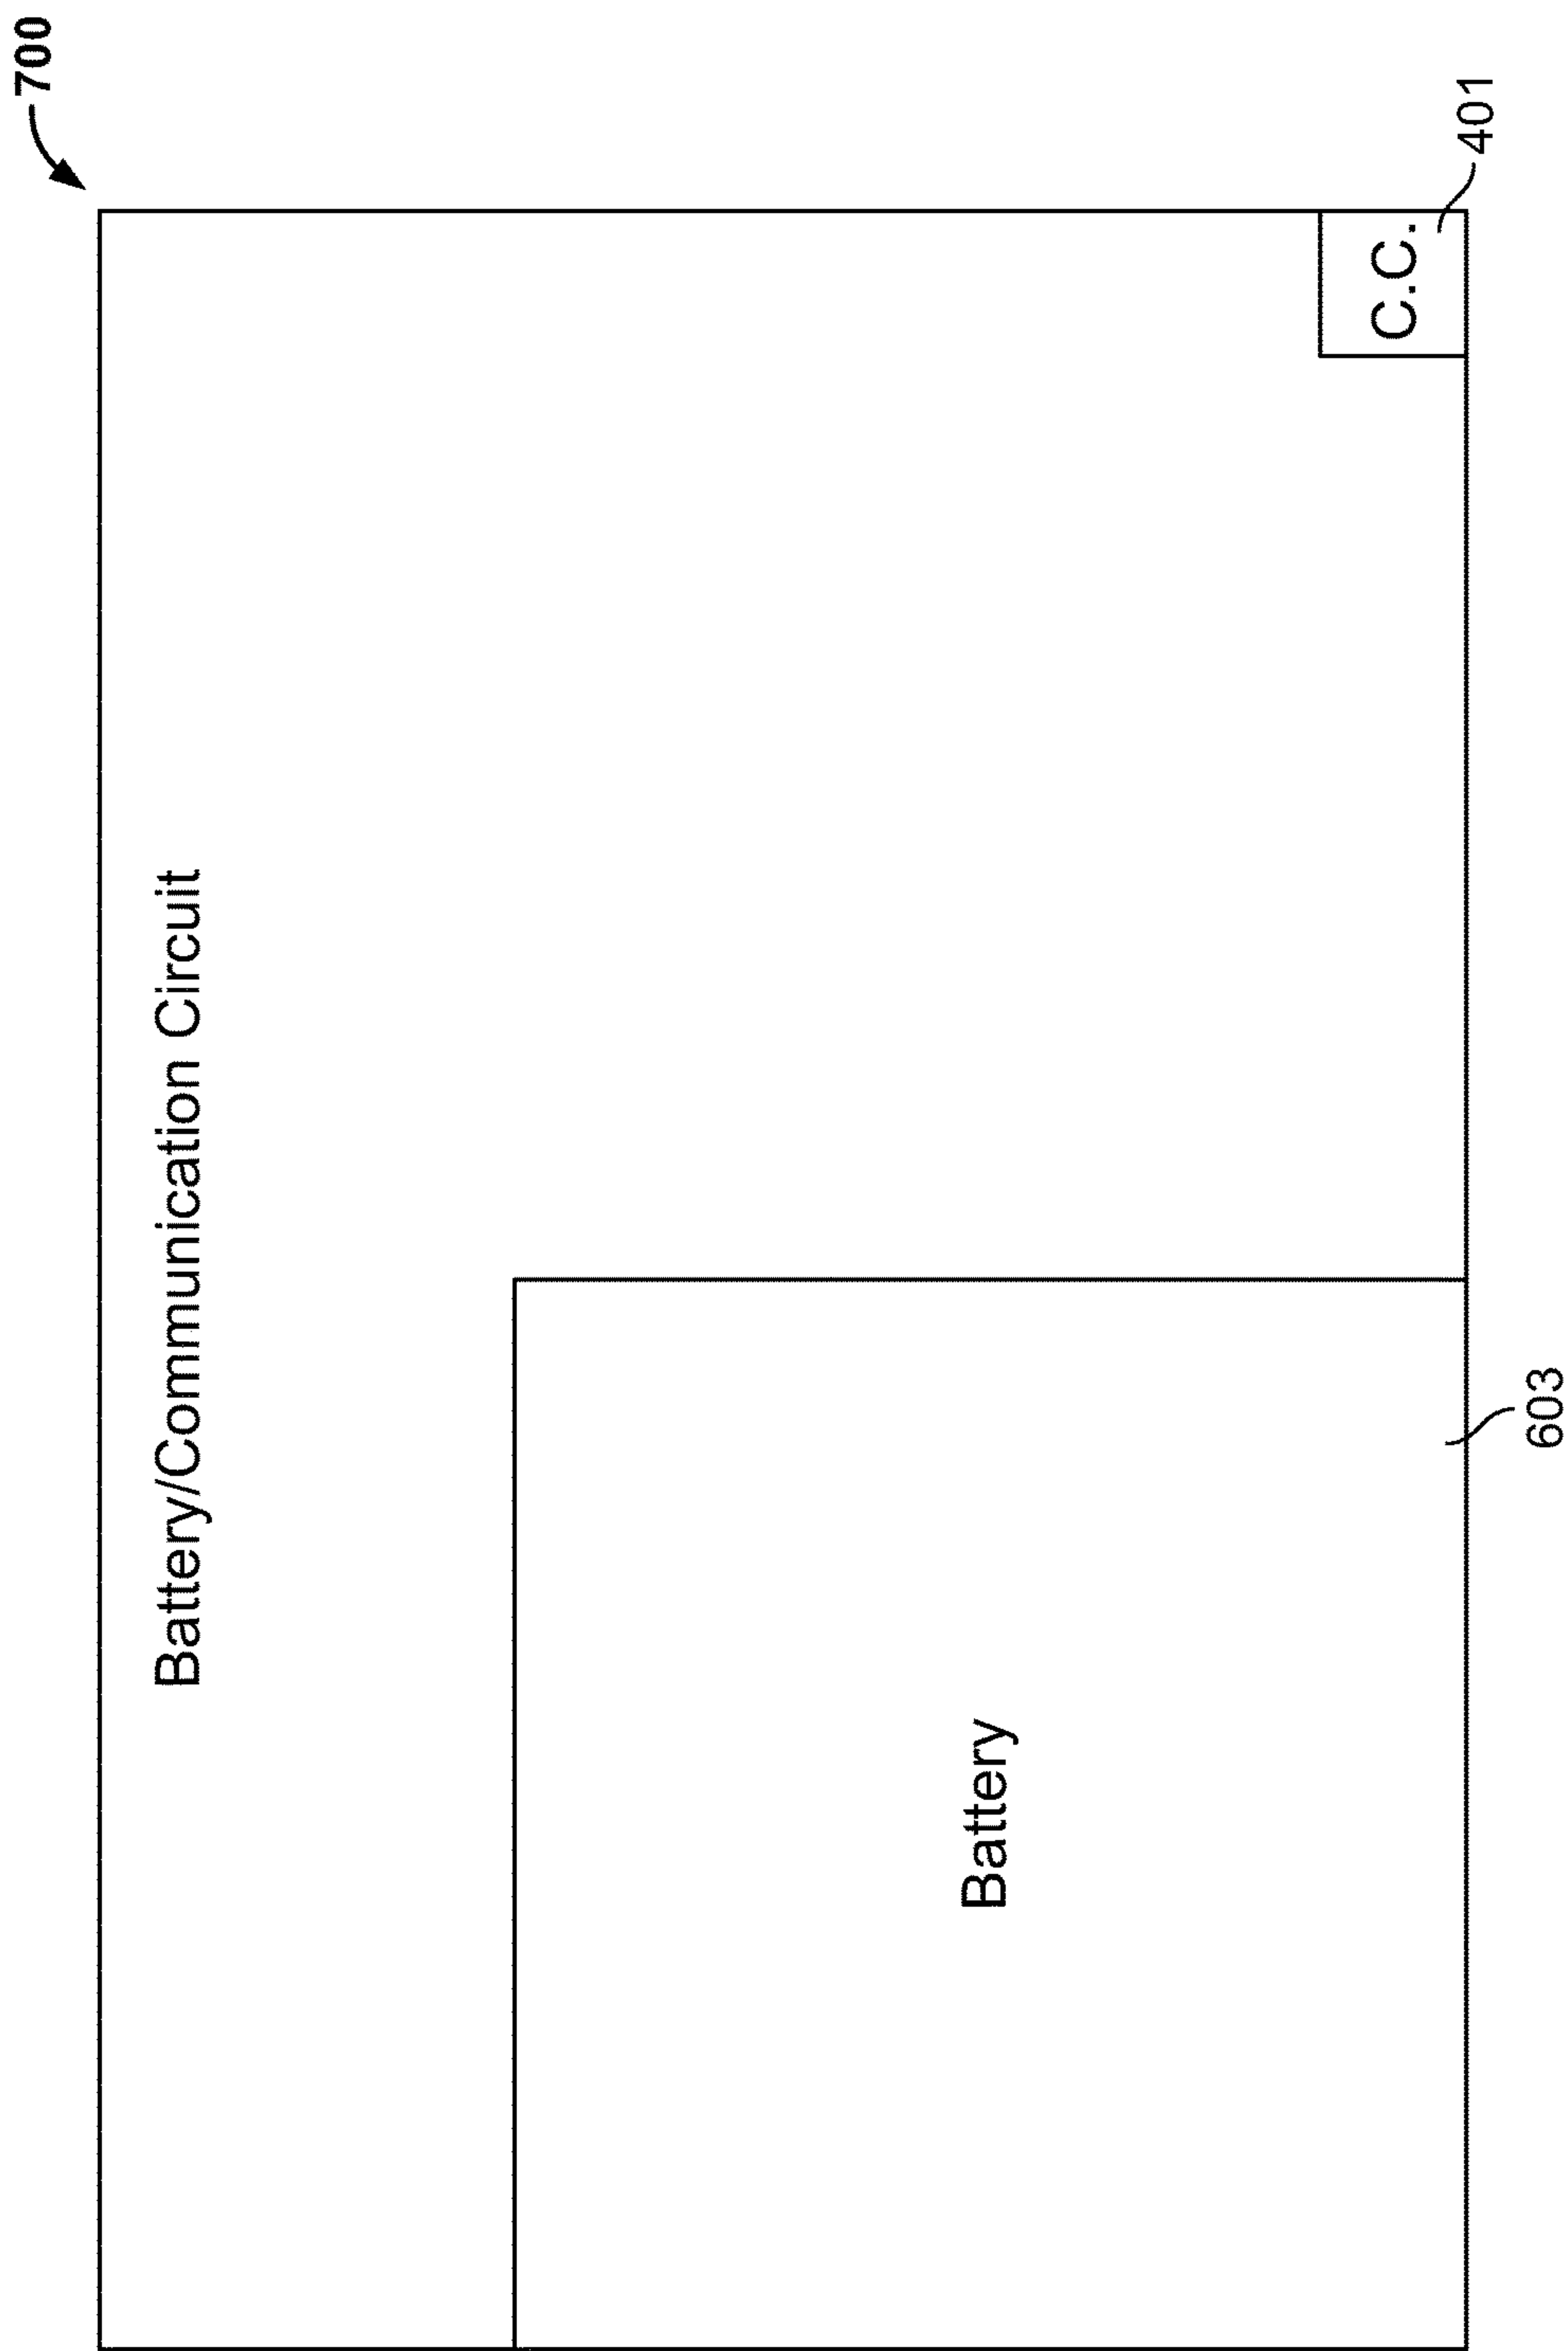 700
Battery/Communication Circuit
Battery
C.C.
603
401